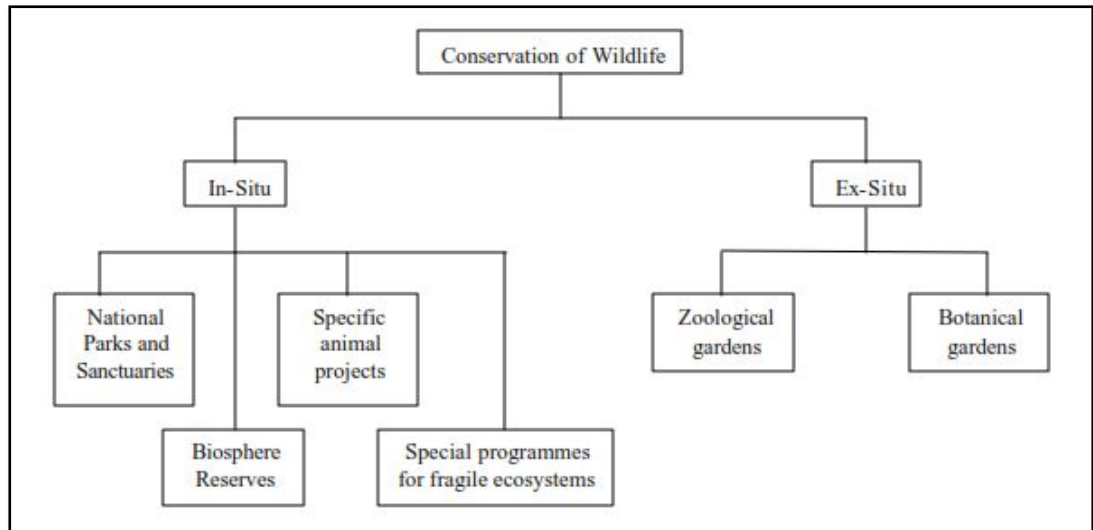 Conservation of Wildlife
In-Situ
Ex-Situ
National
Parks and
Sanctuaries
Specific
animal
projects
Zoological
gardens
Botanical
gardens
Biosphere
Reserves
Special programmes
for fragile ecosystems